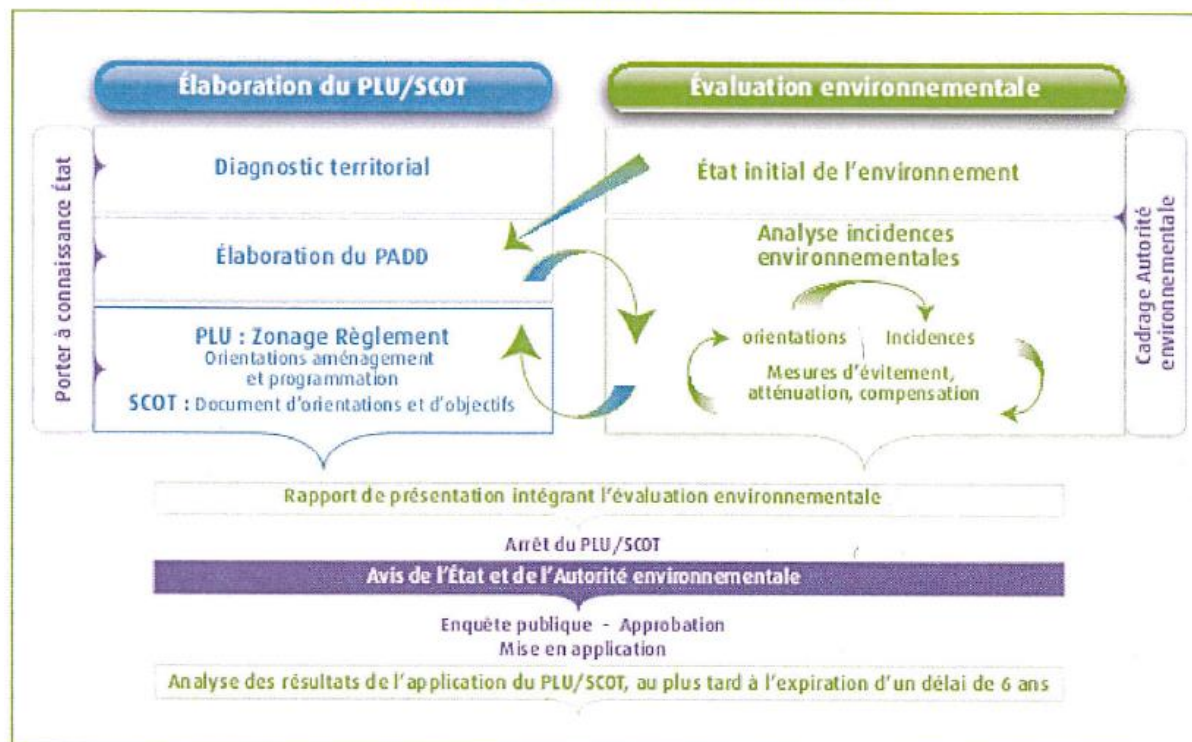 Élaboration du PLU/SCOT
Évaluation environnementale
Porter à connaissance État
Diagnostic territorial
État initial de l'environnement
Élaboration du PADD
Analyse incidences
environnementales
orientations
Incidences
Mesures d'évitement,
atténuation, compensation
PLU : Zonage Règlement
Orientations aménagement
et programmation
SCOT : Document d'orientations et d'objectifs
Cadrage Autorité
environnementale
Rapport de présentation intégrant l'évaluation environnementale
Arrêt du PLU/SCOT
Avis de l'État et de l'Autorité environnementale
Enquête publique - Approbation
Mise en application
Analyse des résultats de l'application du PLU/SCOT, au plus tard à l'expiration d'un délai de 6 ans